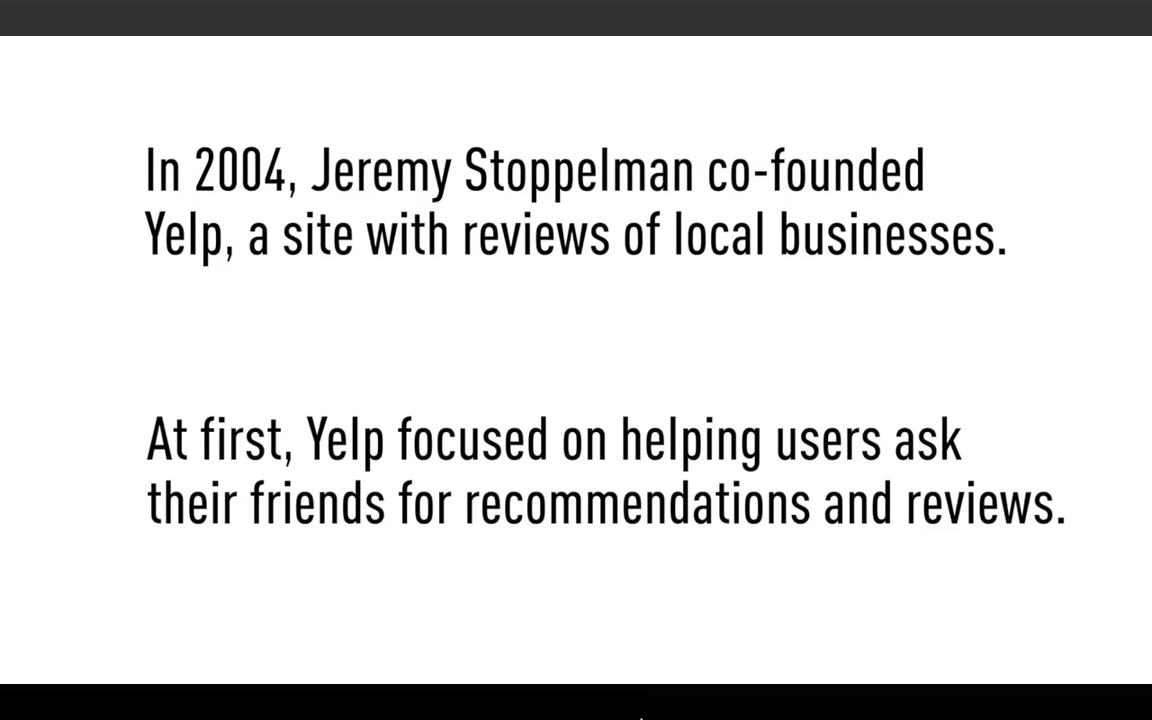 In 2004, Jeremy Stoppelman co-founded
Yelp, a site with reviews of local businesses.
At first, Yelp focused on helping users ask
their friends for recommendations and reviews.